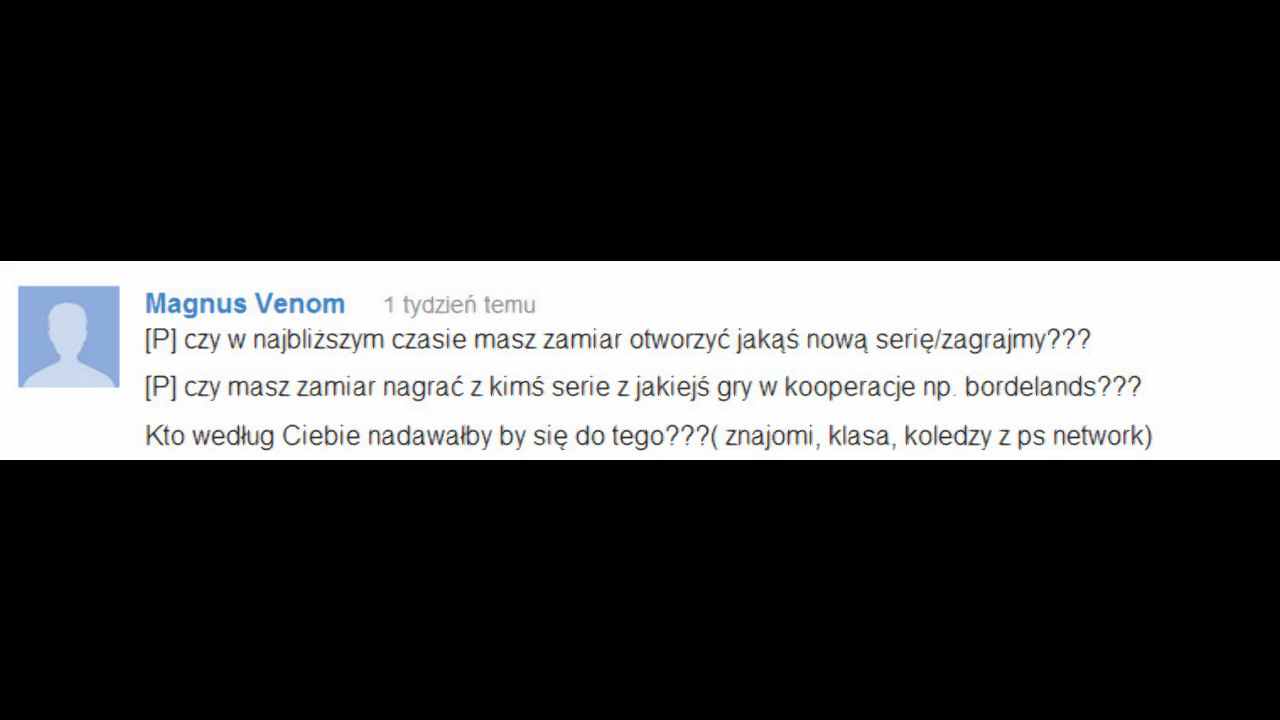 Magnus Venom 1 tydzień temu
[P] czy w najbliższym czasie masz zamiar otworzyć jakąś nową serię/zagrajmy???
[P] czy masz zamiar nagrać z kimś serie z jakiejś gry w kooperacje np. bordelands???
Kto według Ciebie nadawałby by się do tego???( znajomi, klasa, koledzy z ps network)